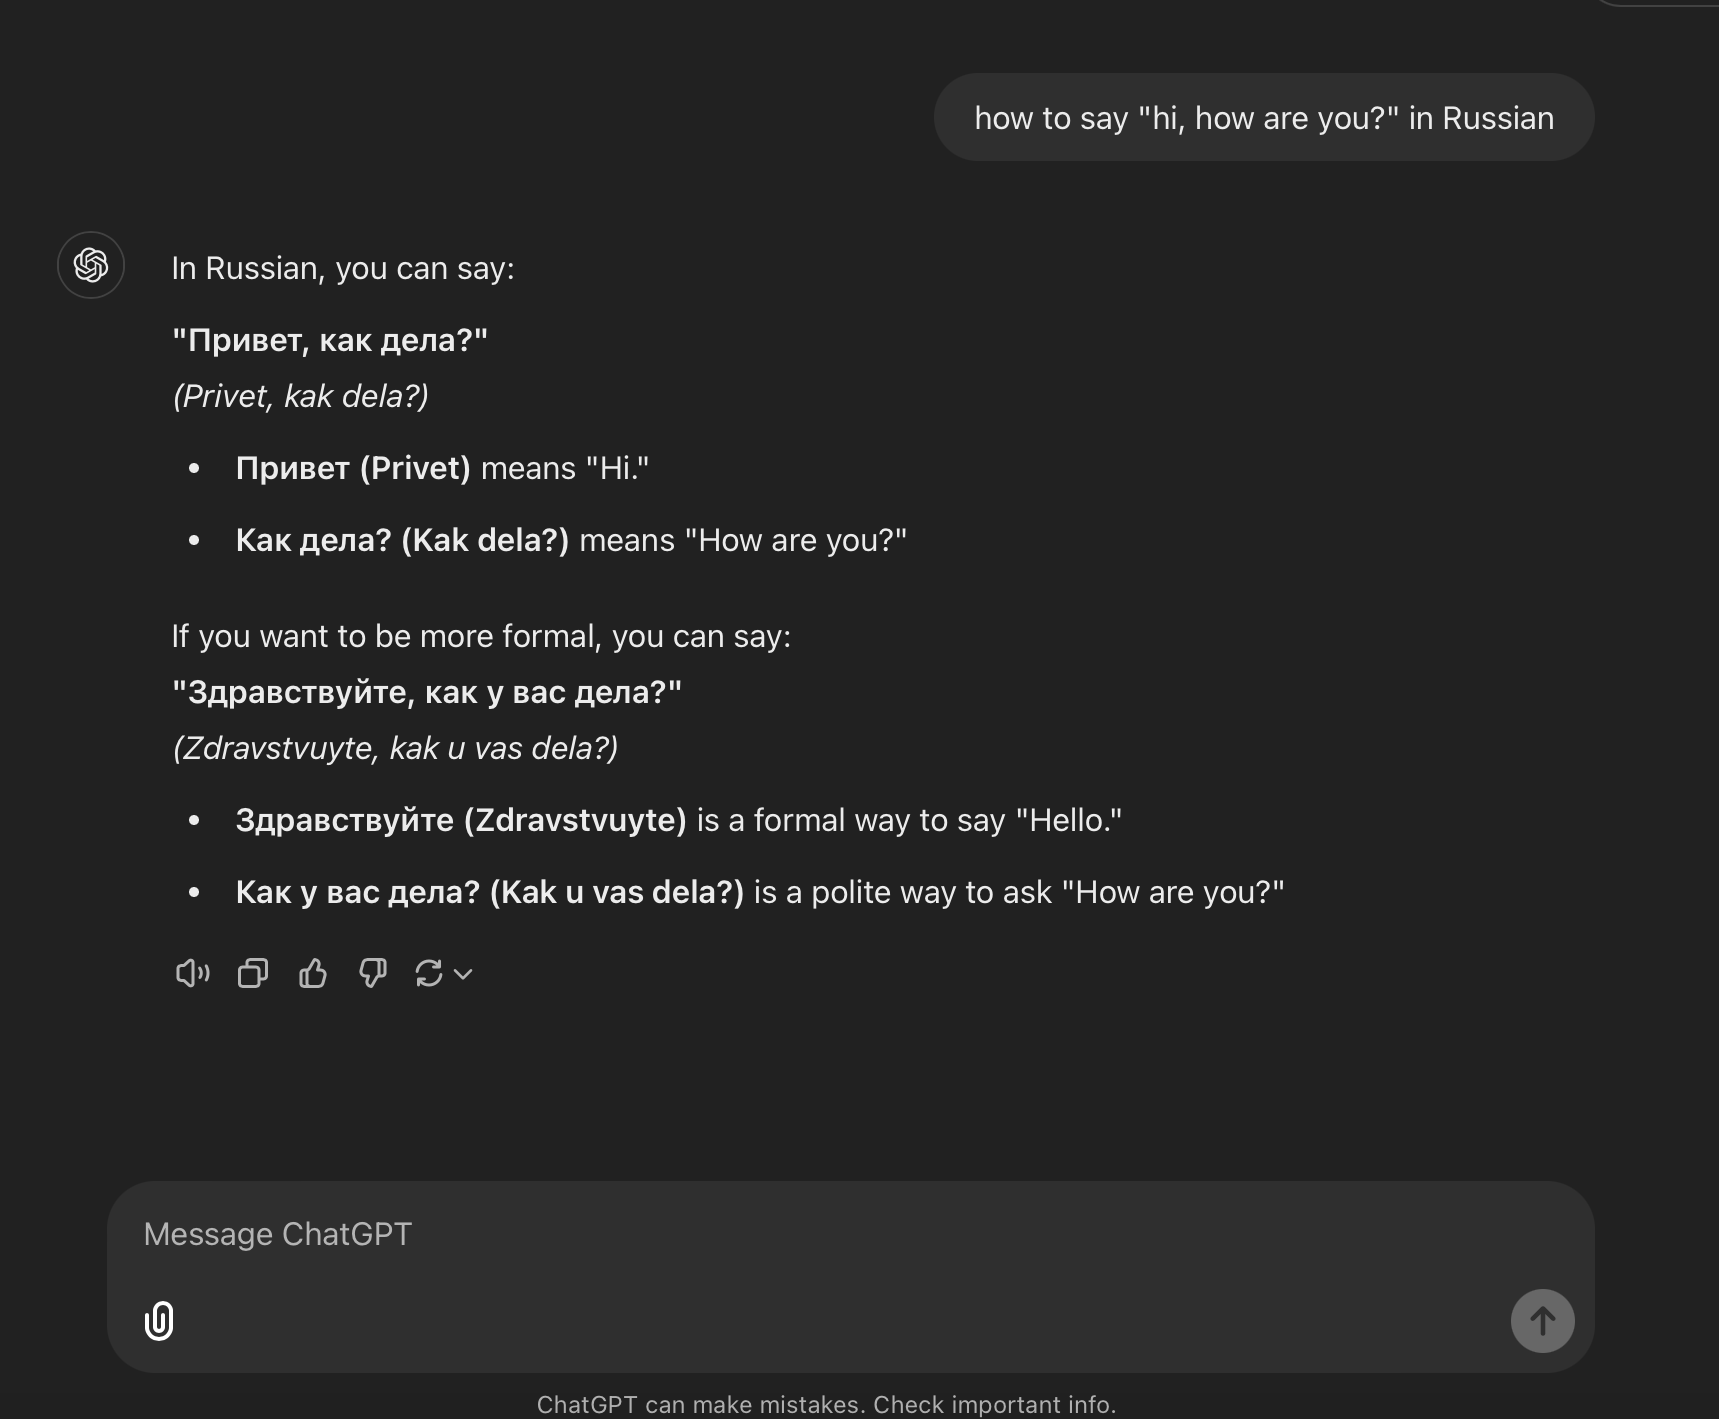 how to say "hi, how are you?" in Russian
In Russian, you can say:
"Привет, как дела?"
(Privet, kak dela?)
• Привет (Privet) means "Hi."
• Как дела? (Kak dela?) means "How are you?"
If you want to be more formal, you can say:
"Здравствуйте, как у вас дела?"
(Zdravstvuyte, kak u vas dela?)
• Здравствуйте (Zdravstvuyte) is a formal way to say "Hello."
• Как у вас дела? (Kak u vas dela?) is a polite way to ask "How are you?"
Message ChatGPT
ChatGPT can make mistakes. Check important info.